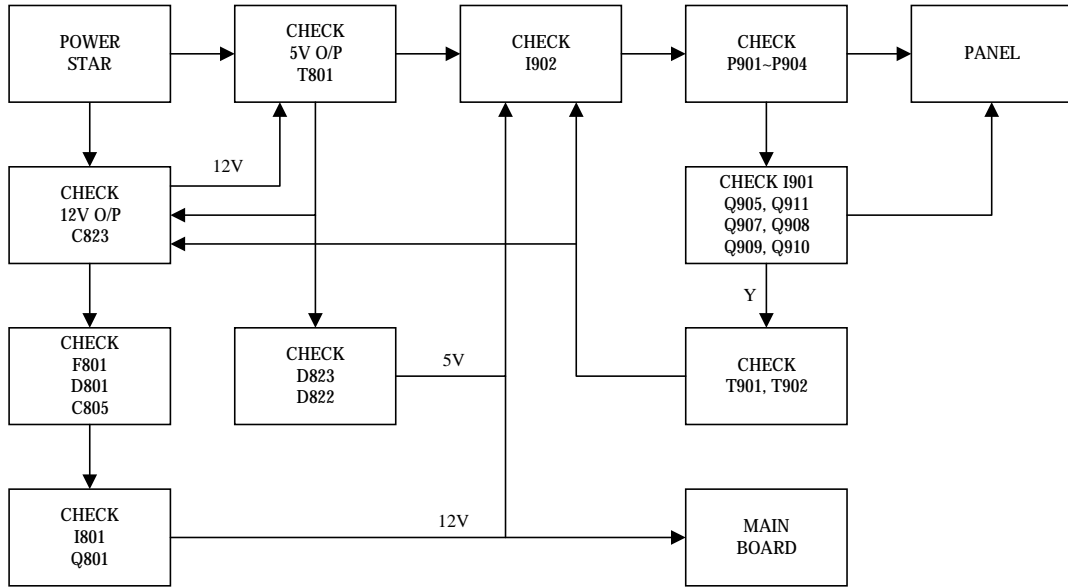 POWER
STAR
CHECK
5V O/P
T801
CHECK
I902
CHECK
P901~P904
PANEL
12V
CHECK
12V O/P
C823
CHECK I901
Q905, Q911
Q907, Q908
Q909, Q910
Y
CHECK
F801
D801
C805
CHECK
D823
D822
5V
CHECK
T901, T902
CHECK
I801
Q801
12V
MAIN
BOARD